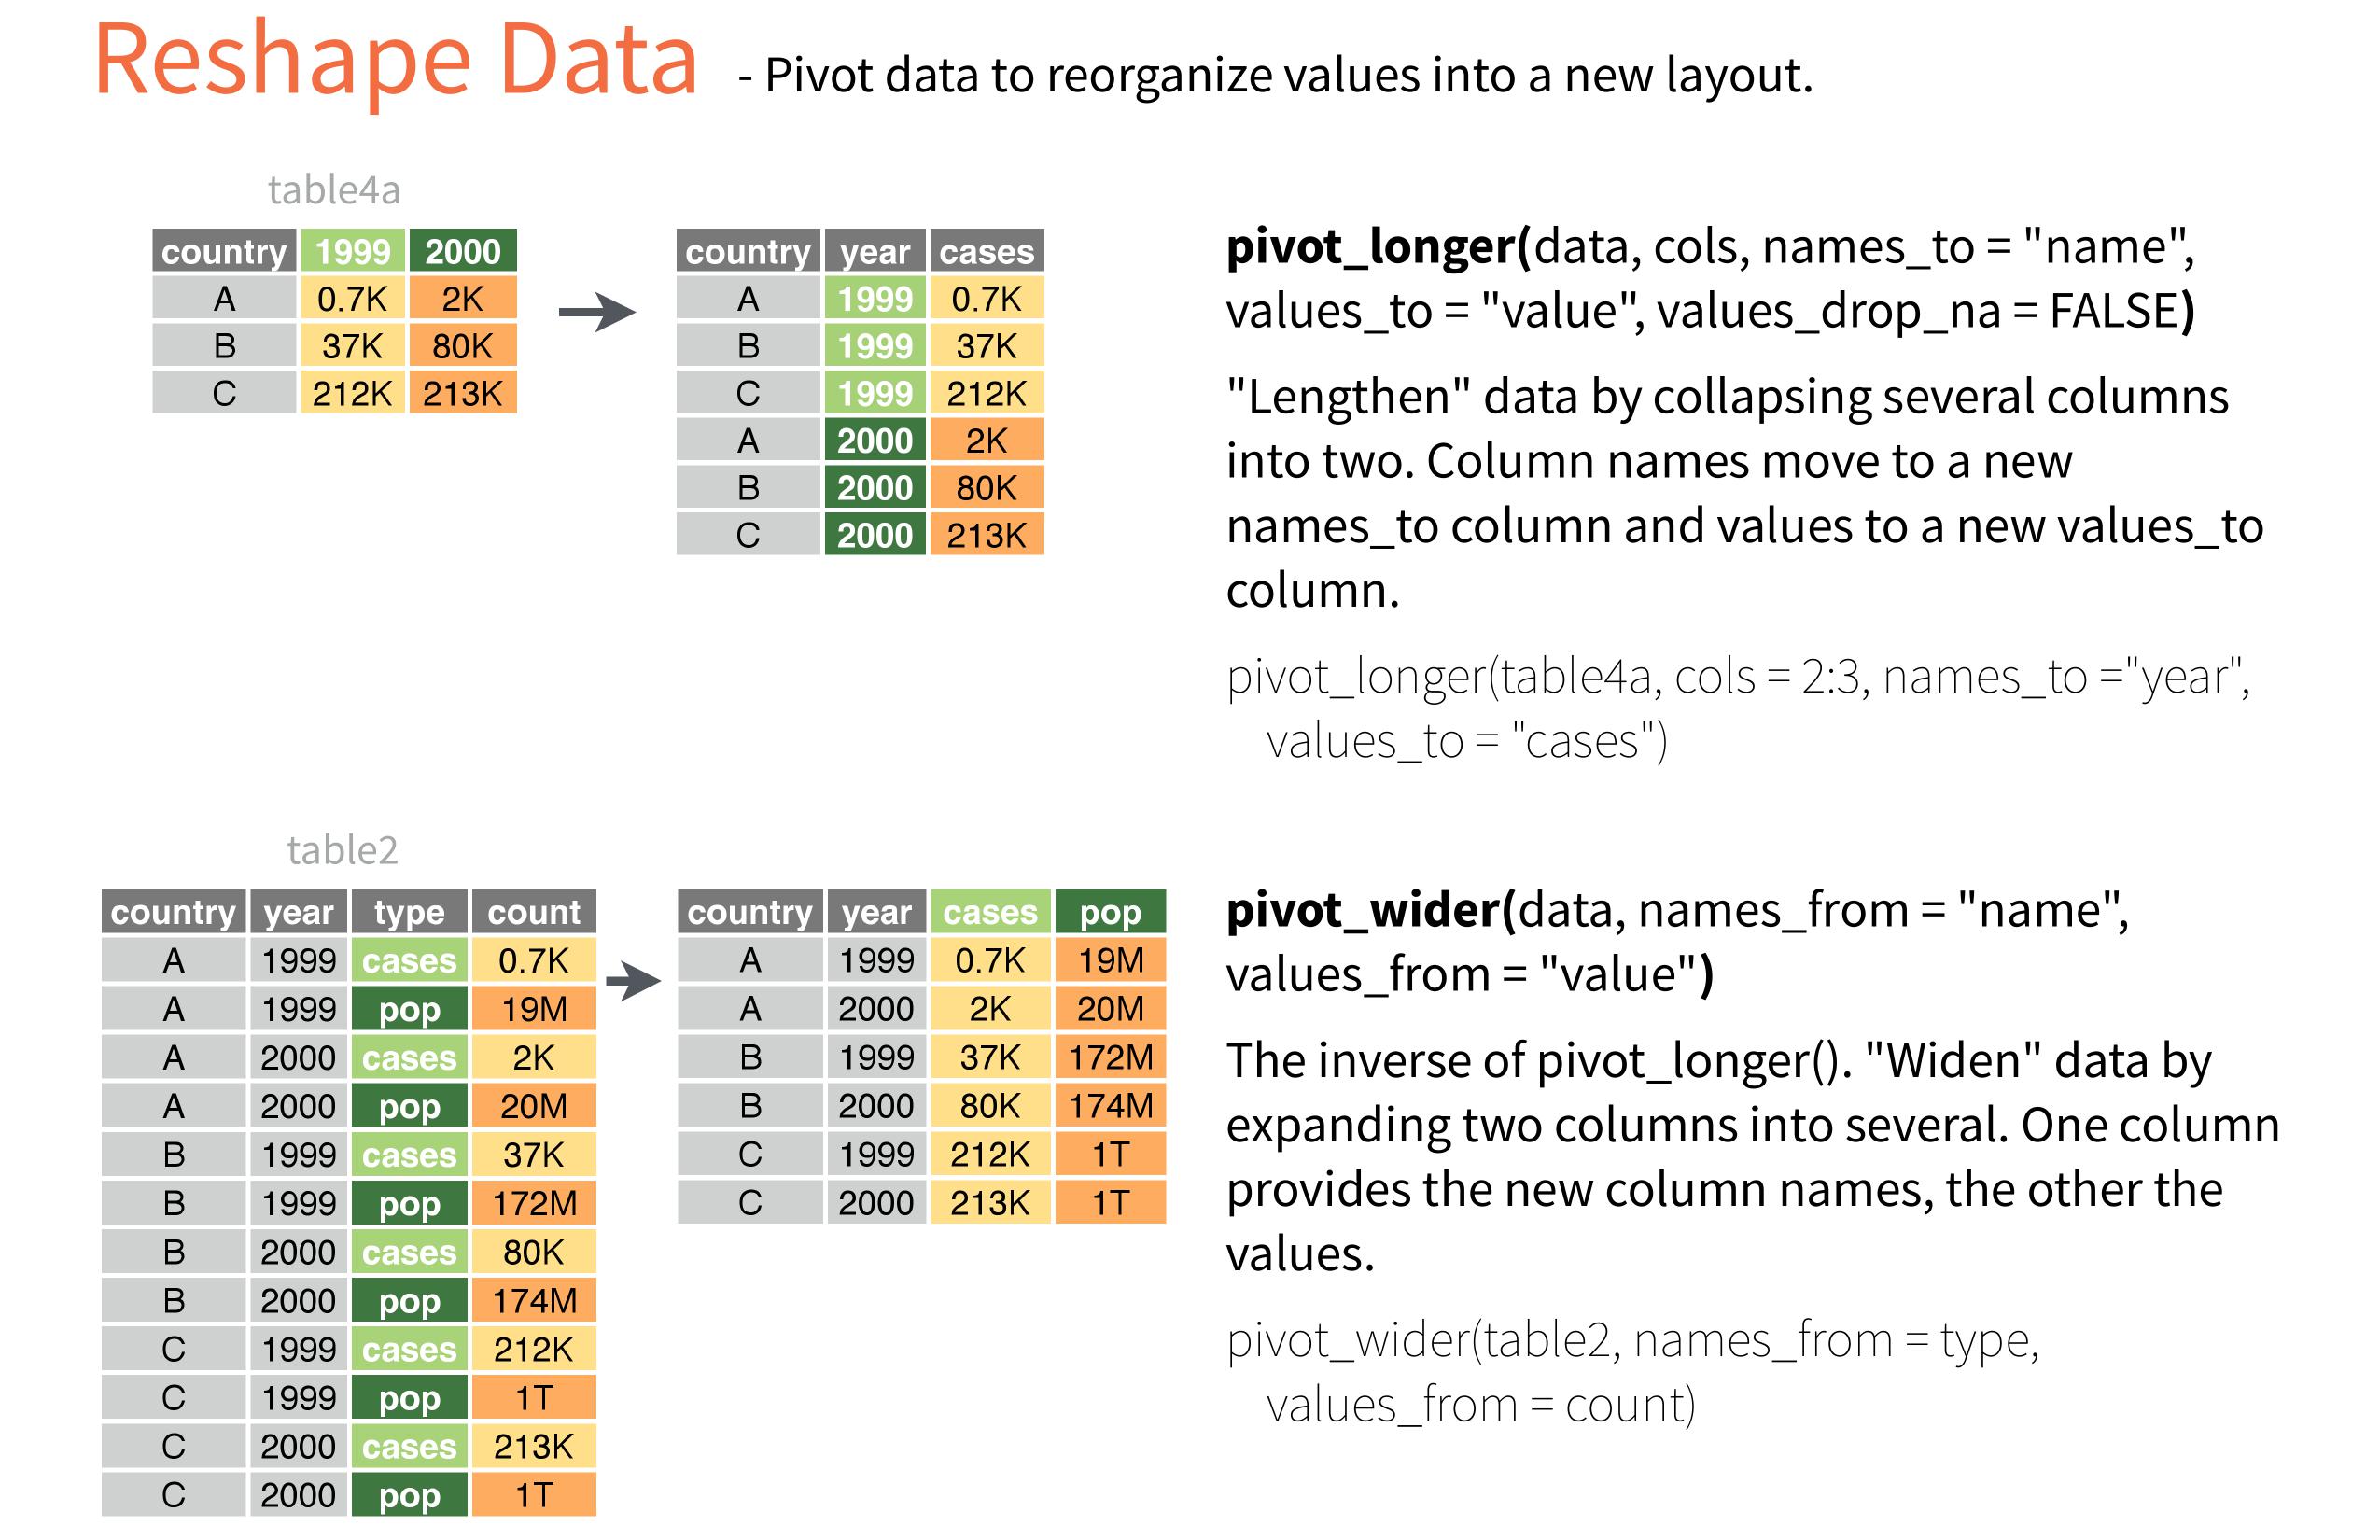 Reshape Data - Pivot data to reorganize values into a new layout.
table4a
country 1999 2000
A 0.7K 2K
B 37K 80K
C 212K 213K
country year cases
A 1999 0.7K
B 1999 37K
C 1999 212K
A 2000 2K
B 2000 80K
C 2000 213K
pivot_longer(data, cols, names_to = "name",
values_to = "value", values_drop_na = FALSE)
"Lengthen" data by collapsing several columns
into two. Column names move to a new
names_to column and values to a new values_to
column.
pivot_longer(table4a, cols = 2:3, names_to ="year",
values_to = "cases")
table2
country year type count
A 1999 cases 0.7K
A 1999 pop 19M
A 2000 cases 2K
A 2000 pop 20M
B 1999 cases 37K
B 1999 pop 172M
B 2000 cases 80K
B 2000 pop 174M
C 1999 cases 212K
C 1999 pop 1T
C 2000 cases 213K
C 2000 pop 1T
country year cases pop
A 1999 0.7K 19M
A 2000 2K 20M
B 1999 37K 172M
B 2000 80K 174M
C 1999 212K 1T
C 2000 213K 1T
pivot_wider(data, names_from = "name",
values_from = "value")
The inverse of pivot_longer(). "Widen" data by
expanding two columns into several. One column
provides the new column names, the other the
values.
pivot_wider(table2, names_from = type,
values_from = count)